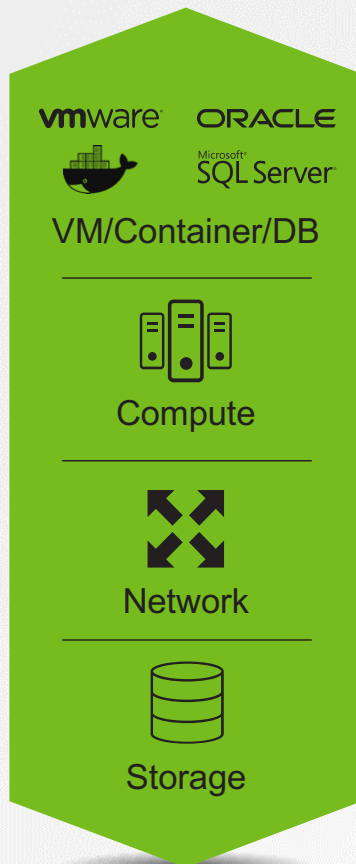 vmware ORACLE
Microsoft®
SQL Server
VM/Container/DB
Compute
Network
Storage